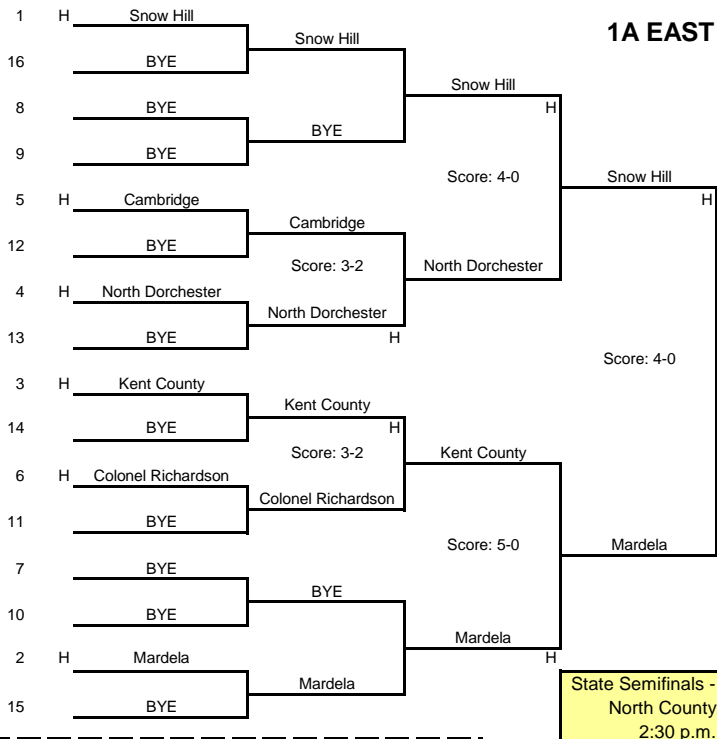 1 H Snow Hill
1A EAST
Snow Hill
16 BYE
Snow Hill
8 BYE
H
BYE
9 BYE
Score: 4-0
Snow Hill
5 H Cambridge
H
Cambridge
12 BYE
Score: 3-2
North Dorchester
4 H North Dorchester
North Dorchester
13 BYE
H
Score: 4-0
3 H Kent County
Kent County
14 BYE
H
Score: 3-2
Kent County
6 H Colonel Richardson
Colonel Richardson
11 BYE
Score: 5-0
Mardela
7 BYE
BYE
10 BYE
Mardela
2 H Mardela
H
Mardela
State Semifinals -
15 BYE
North County
2:30 p.m.